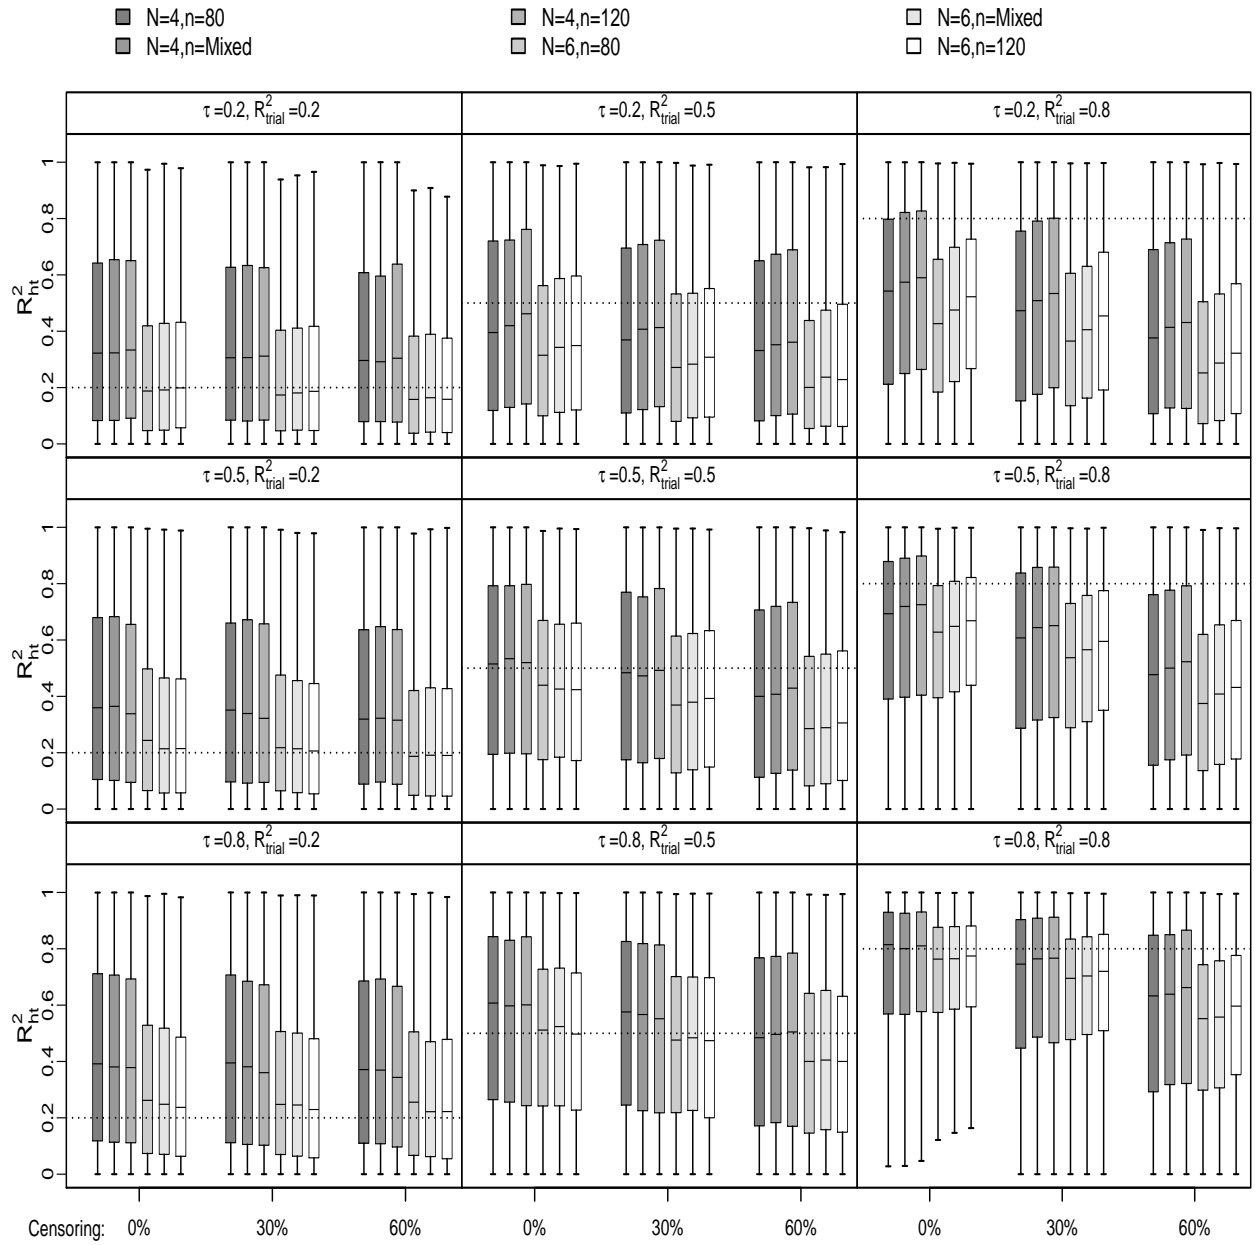 N=4,n=80 N=4,n=120 N=6,n=Mixed
N=4,n=Mixed N=6,n=80 N=6,n=120
τ=0.2, R²trial=0.2 τ=0.2, R²trial=0.5 τ=0.2, R²trial=0.8
R²ht
1
0.8
0.6
0.4
0.2
0
τ=0.5, R²trial=0.2 τ=0.5, R²trial=0.5 τ=0.5, R²trial=0.8
R²ht
1
0.8
0.6
0.4
0.2
0
τ=0.8, R²trial=0.2 τ=0.8, R²trial=0.5 τ=0.8, R²trial=0.8
R²ht
1
0.8
0.6
0.4
0.2
0
Censoring: 0% 30% 60% 0% 30% 60% 0% 30% 60%